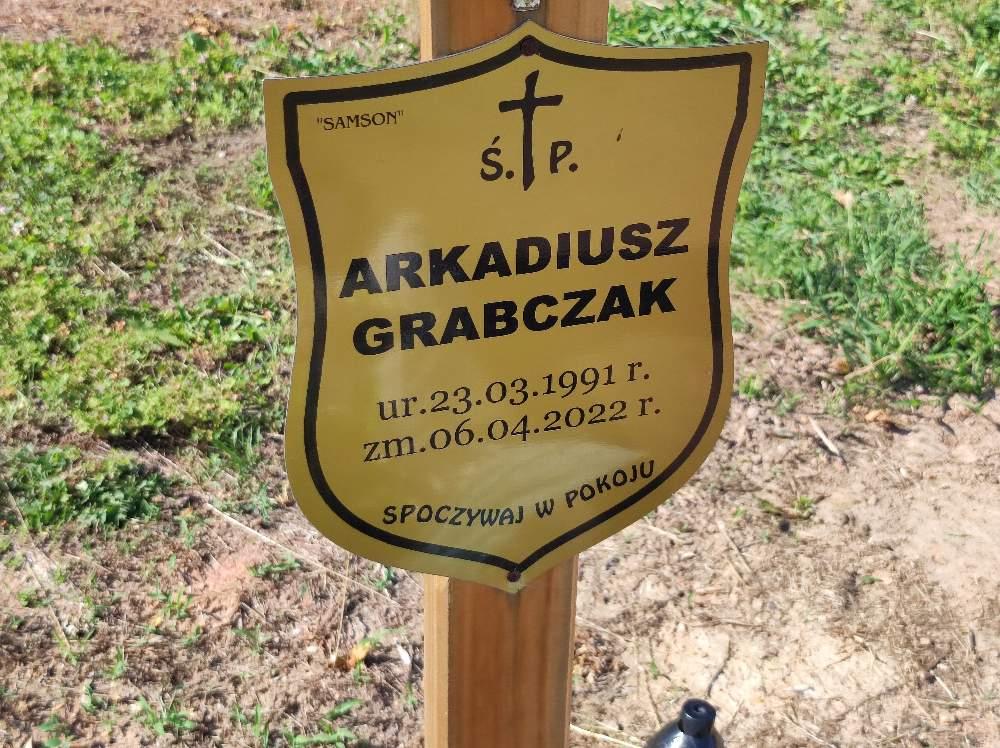 "SAMSON"
Ś. P.
ARKADIUSZ
GRABCZAK
ur.23.03.1991 r.
zm.06.04.2022 r.
SPOCZYWAJ W POKOJU